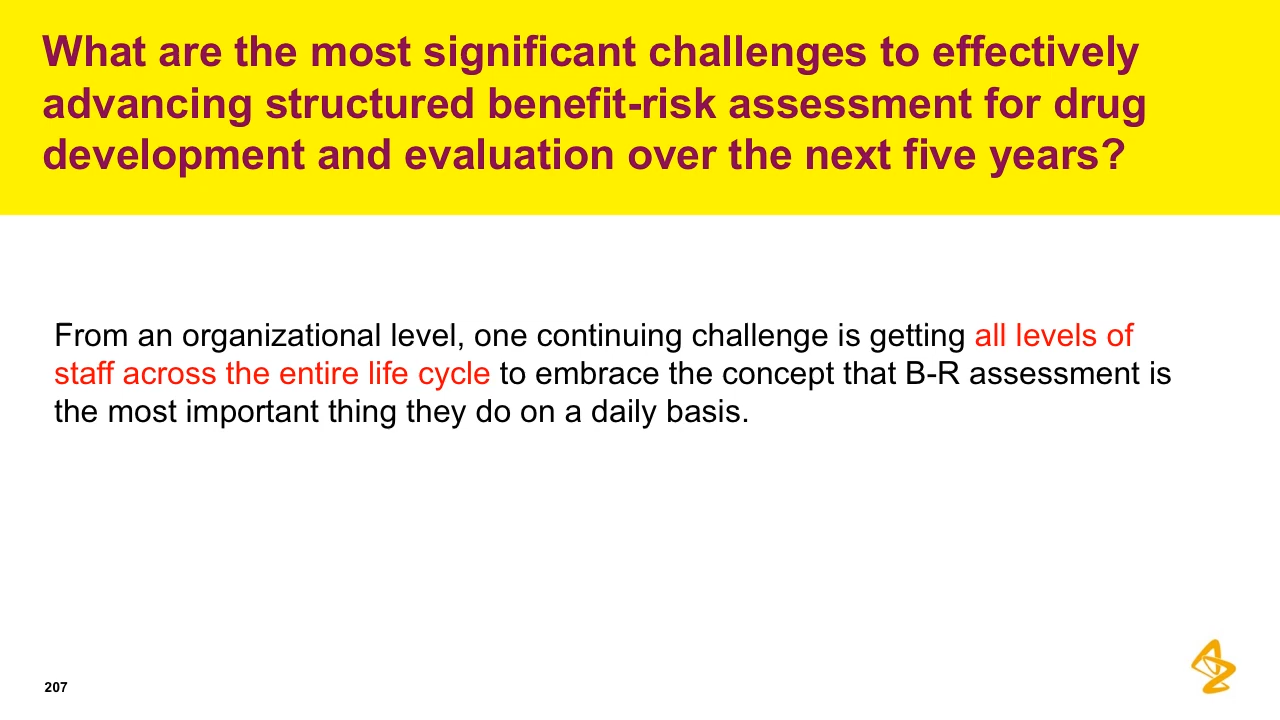 What are the most significant challenges to effectively
advancing structured benefit-risk assessment for drug
development and evaluation over the next five years?
From an organizational level, one continuing challenge is getting all levels of
staff across the entire life cycle to embrace the concept that B-R assessment is
the most important thing they do on a daily basis.
207